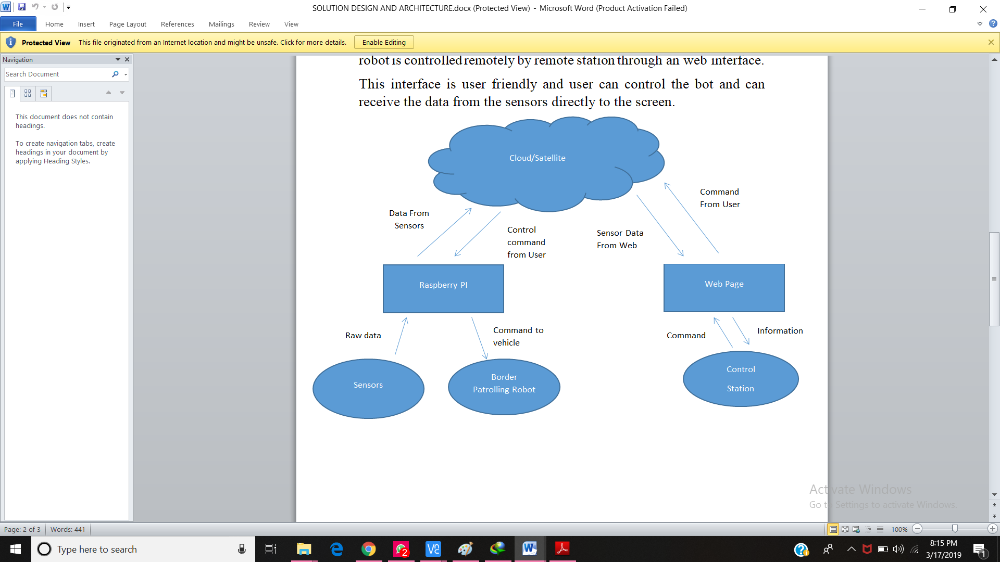 SOLUTION DESIGN AND ARCHITECTURE.docx (Protected View) - Microsoft Word (Product Activation Failed)
File Home Insert Page Layout References Mailings Review View
Protected View This file originated from an Internet location and might be unsafe. Click for more details. Enable Editing
Navigation
Search Document
This document does not contain
headings.
To create navigation tabs, create
headings in your document by
applying Heading Styles.
robot is controlled remotely by remote station through an web interface.
This interface is user friendly and user can control the bot and can
receive the data from the sensors directly to the screen.
Cloud/Satellite
Data From
Sensors
Control
command
from User
Sensor Data
From Web
Command
From User
Raspberry PI
Web Page
Raw data
Command to
vehicle
Command
Information
Sensors
Border
Patrolling Robot
Control
Station
Activate Windows
Go to Settings to activate Windows.
Page: 2 of 3 Words: 441
100%
Type here to search
2
8:15 PM
3/17/2019
1